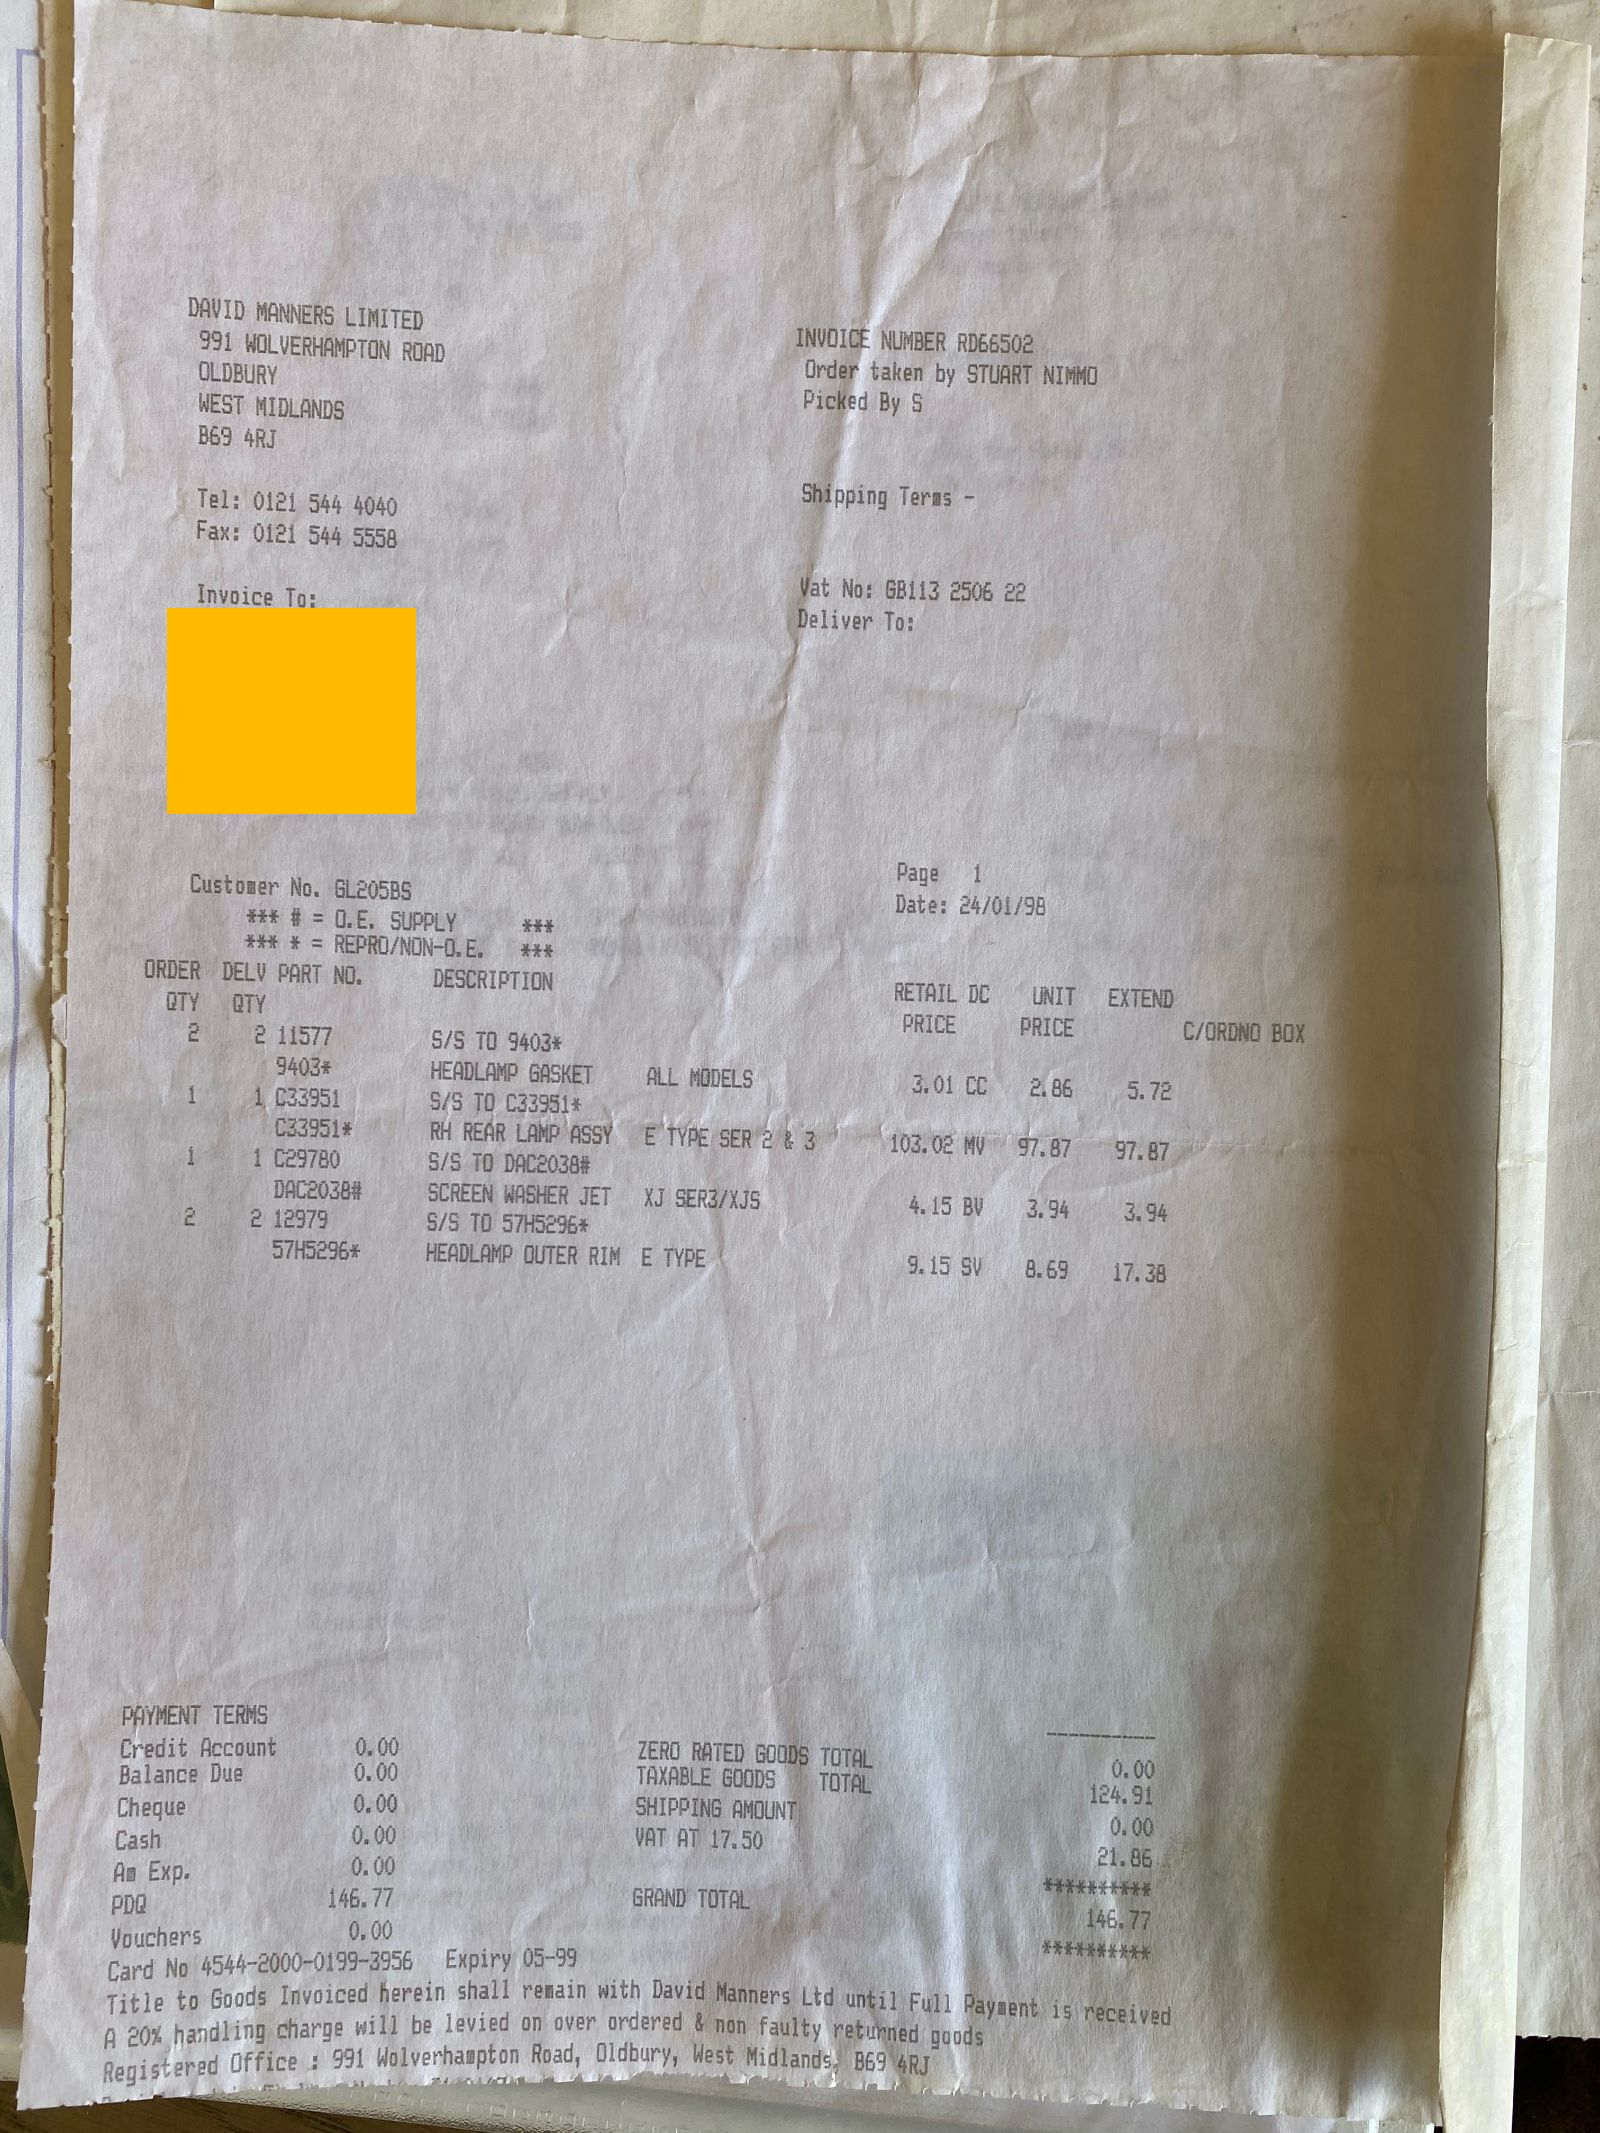 DAVID MANNERS LIMITED
991 WOLVERHAMPTON ROAD
OLDBURY
WEST MIDLANDS
B69 4RJ
Tel: 0121 544 4040
Fax: 0121 544 5558
Invoice To:
INVOICE NUMBER RD66502
Order taken by STUART NIMMO
Picked By S
Shipping Terms -
Vat No: GB113 2506 22
Deliver To:
Customer No. GL205BS
*** # = O.E. SUPPLY ***
*** * = REPRO/NON-O.E. ***
Page 1
Date: 24/01/98
ORDER DELV PART NO. DESCRIPTION RETAIL DC UNIT EXTEND
QTY QTY PRICE PRICE C/ORDNO BOX
2 2 11577 S/S TO 9403*
9403* HEADLAMP GASKET ALL MODELS 3.01 CC 2.86 5.72
1 1 C33951 S/S TO C33951*
C33951* RH REAR LAMP ASSY E TYPE SER 2 & 3 103.02 MV 97.87 97.87
1 1 C29780 S/S TO DAC2038#
DAC2038# SCREEN WASHER JET XJ SER3/XJS 4.15 BV 3.94 3.94
2 2 12979 S/S TO 57H5296*
57H5296* HEADLAMP OUTER RIM E TYPE 9.15 SV 8.69 17.38
PAYMENT TERMS
Credit Account 0.00 ZERO RATED GOODS TOTAL 0.00
Balance Due 0.00 TAXABLE GOODS TOTAL 124.91
Cheque 0.00 SHIPPING AMOUNT 0.00
Cash 0.00 VAT AT 17.50 21.86
Am Exp. 0.00 **********
PDQ 146.77 GRAND TOTAL 146.77
Vouchers 0.00 **********
Card No 4544-2000-0199-3956 Expiry 05-99
Title to Goods Invoiced herein shall remain with David Manners Ltd until Full Payment is received
A 20% handling charge will be levied on over ordered & non faulty returned goods
Registered Office : 991 Wolverhampton Road, Oldbury, West Midlands, B69 4RJ